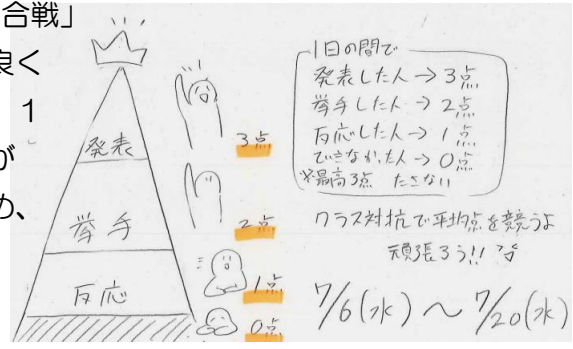 合戦」
良く
1
が
め、
発表
挙手
反応
3点
2点
1点
0点
1日の間で
発表した人→3点
挙手した人→2点
反応した人→1点
できなかった人→0点
※最高3点 たさない
クラス対抗で平均点を競うよ
頑張ろう!!
7/6(水)~7/20(水)